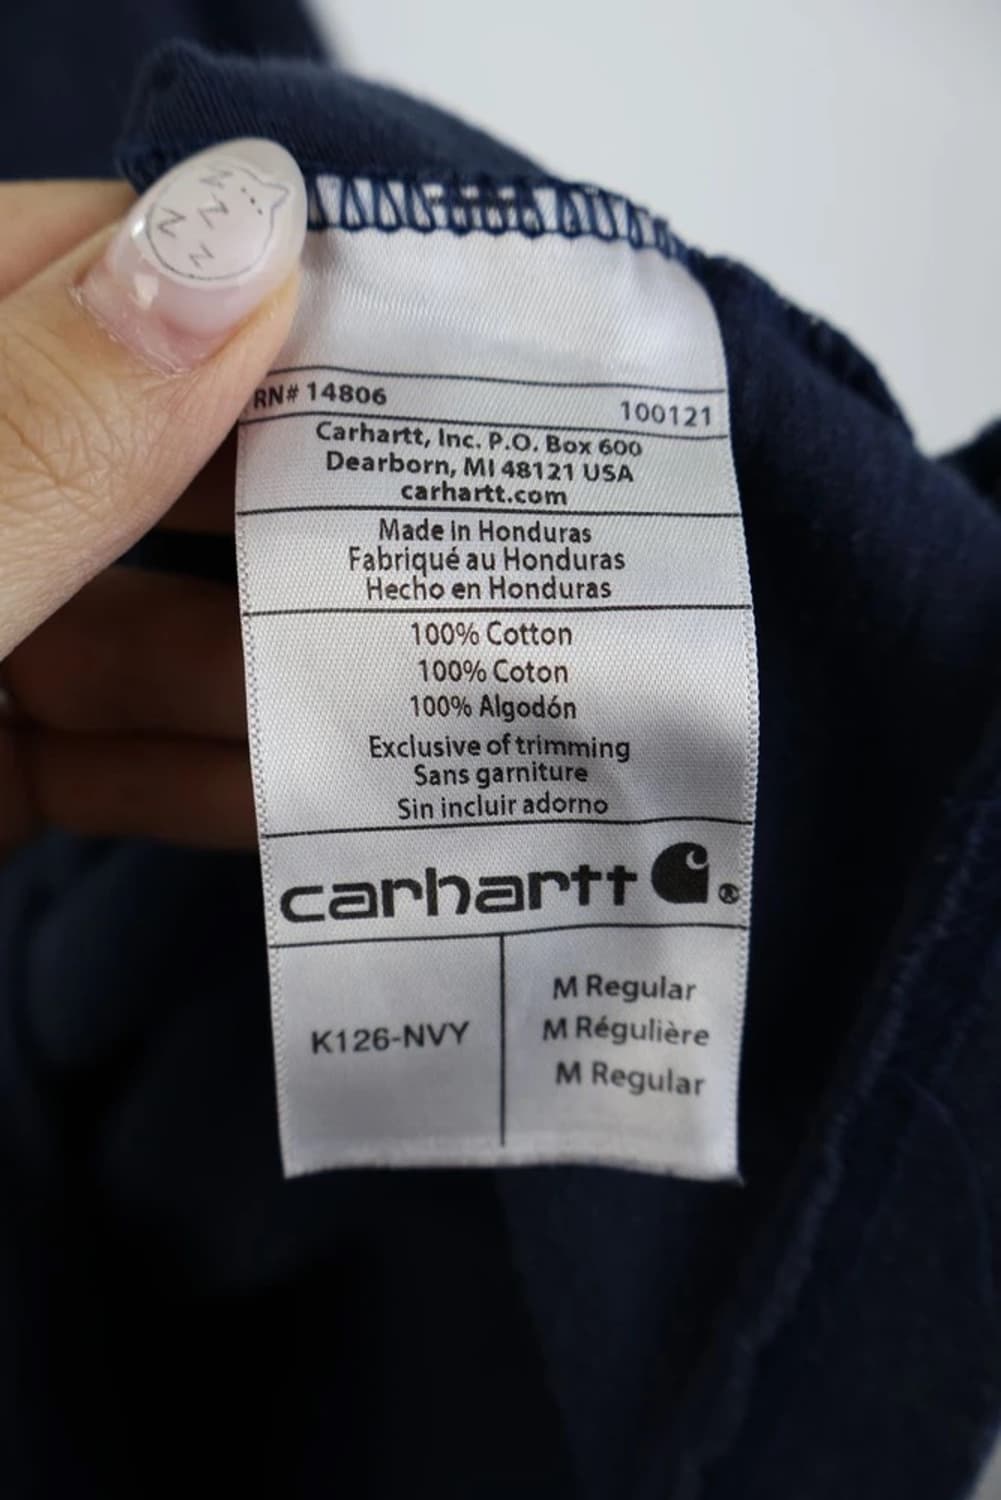 N N
N N
RN# 14806 100121
Carhartt, Inc. P.O. Box 600
Dearborn, MI 48121 USA
carhartt.com
Made in Honduras
Fabriqué au Honduras
Hecho en Honduras
100% Cotton
100% Coton
100% Algodón
Exclusive of trimming
Sans garniture
Sin incluir adorno
carhartt ®
K126-NVY
M Regular
M Régulière
M Regular